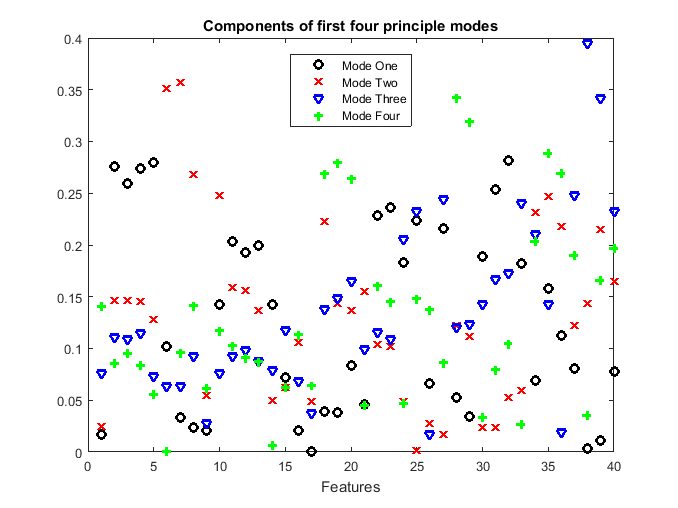 Components of first four principle modes
0.4
0.35
0.3
0.25
0.2
0.15
0.1
0.05
0
Mode One
Mode Two
Mode Three
Mode Four
0 5 10 15 20 25 30 35 40
Features